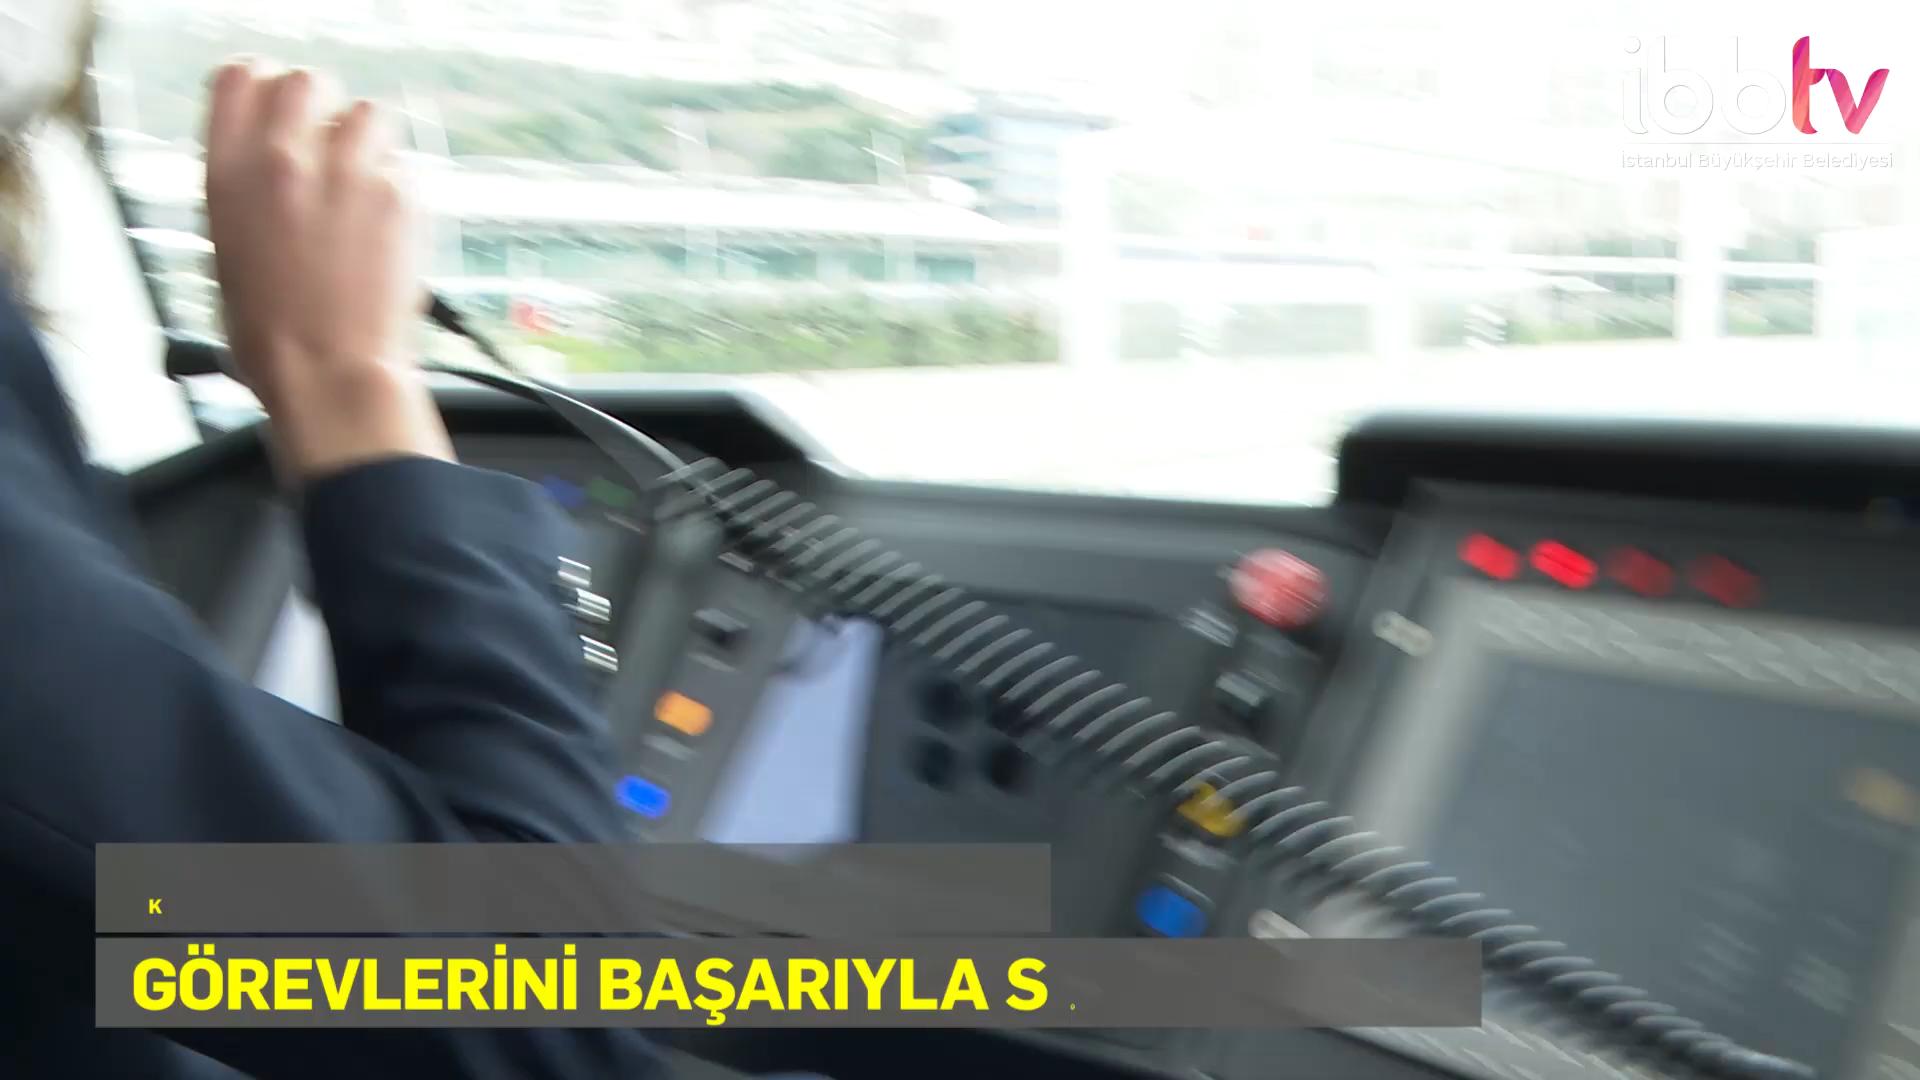 ibbtv
İstanbul Büyükşehir Belediyesi
K
GÖREVLERİNİ BAŞARIYLA S